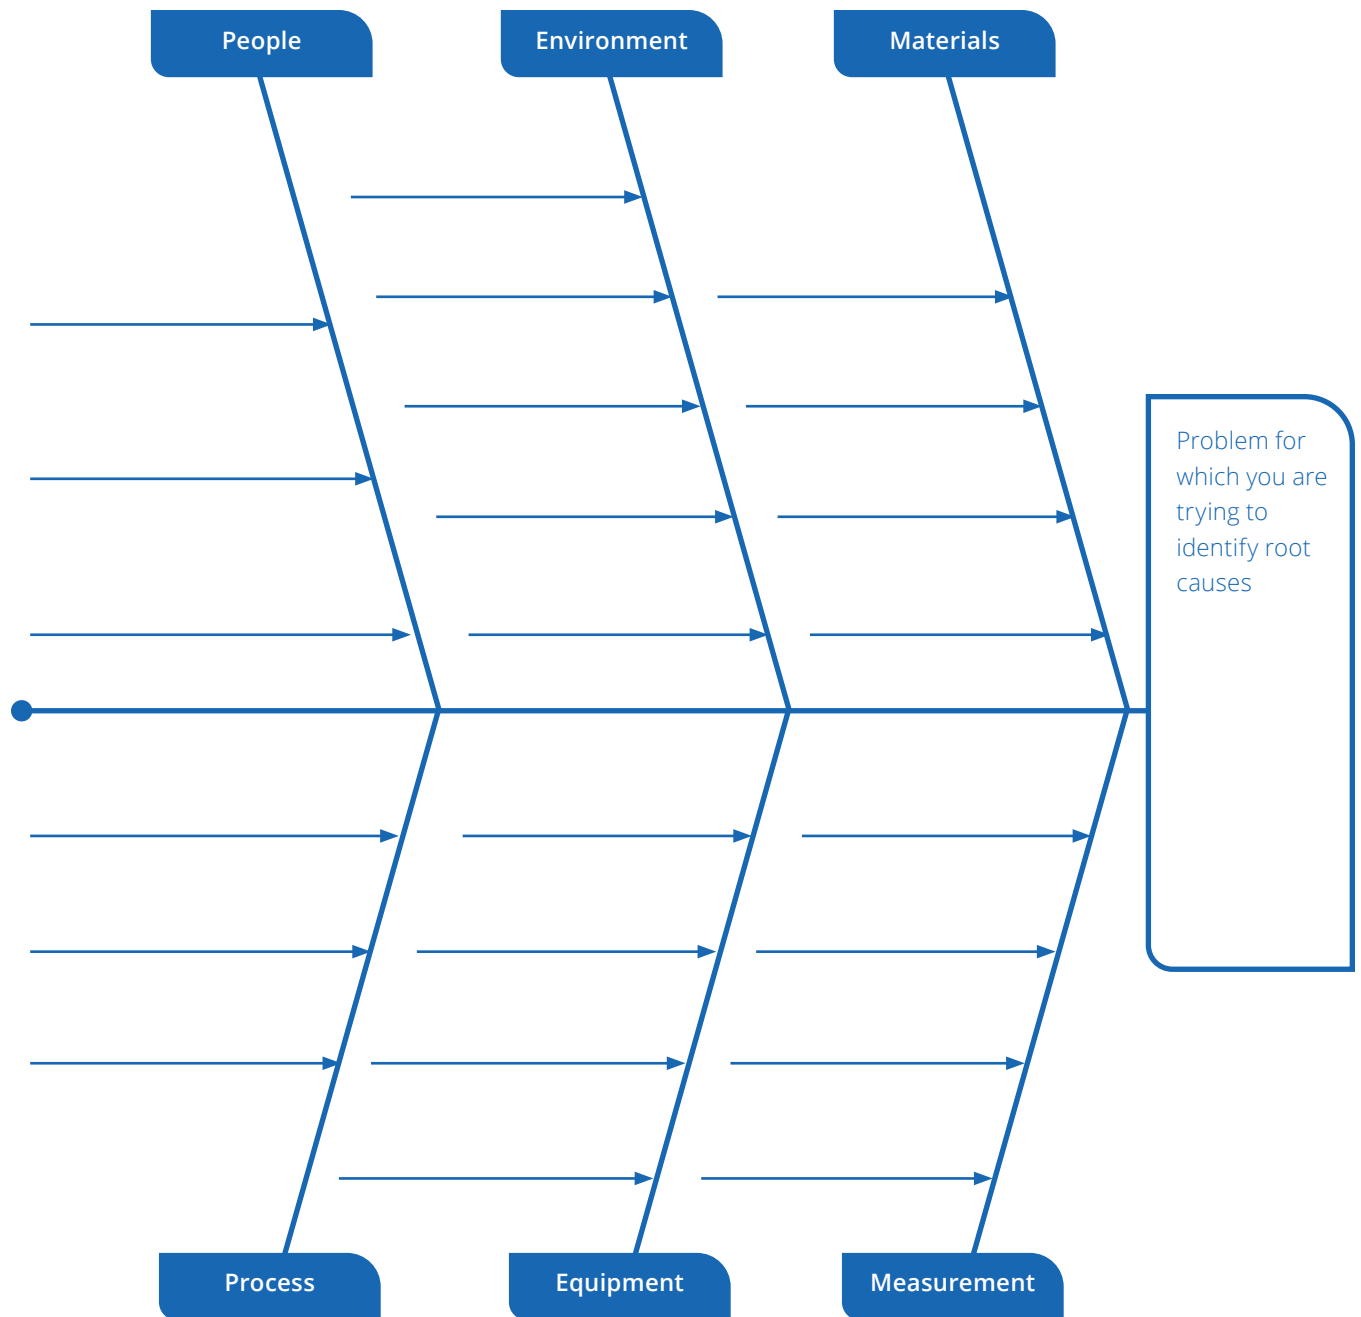 People
Environment
Materials
Problem for
which you are
trying to
identify root
causes
Process
Equipment
Measurement